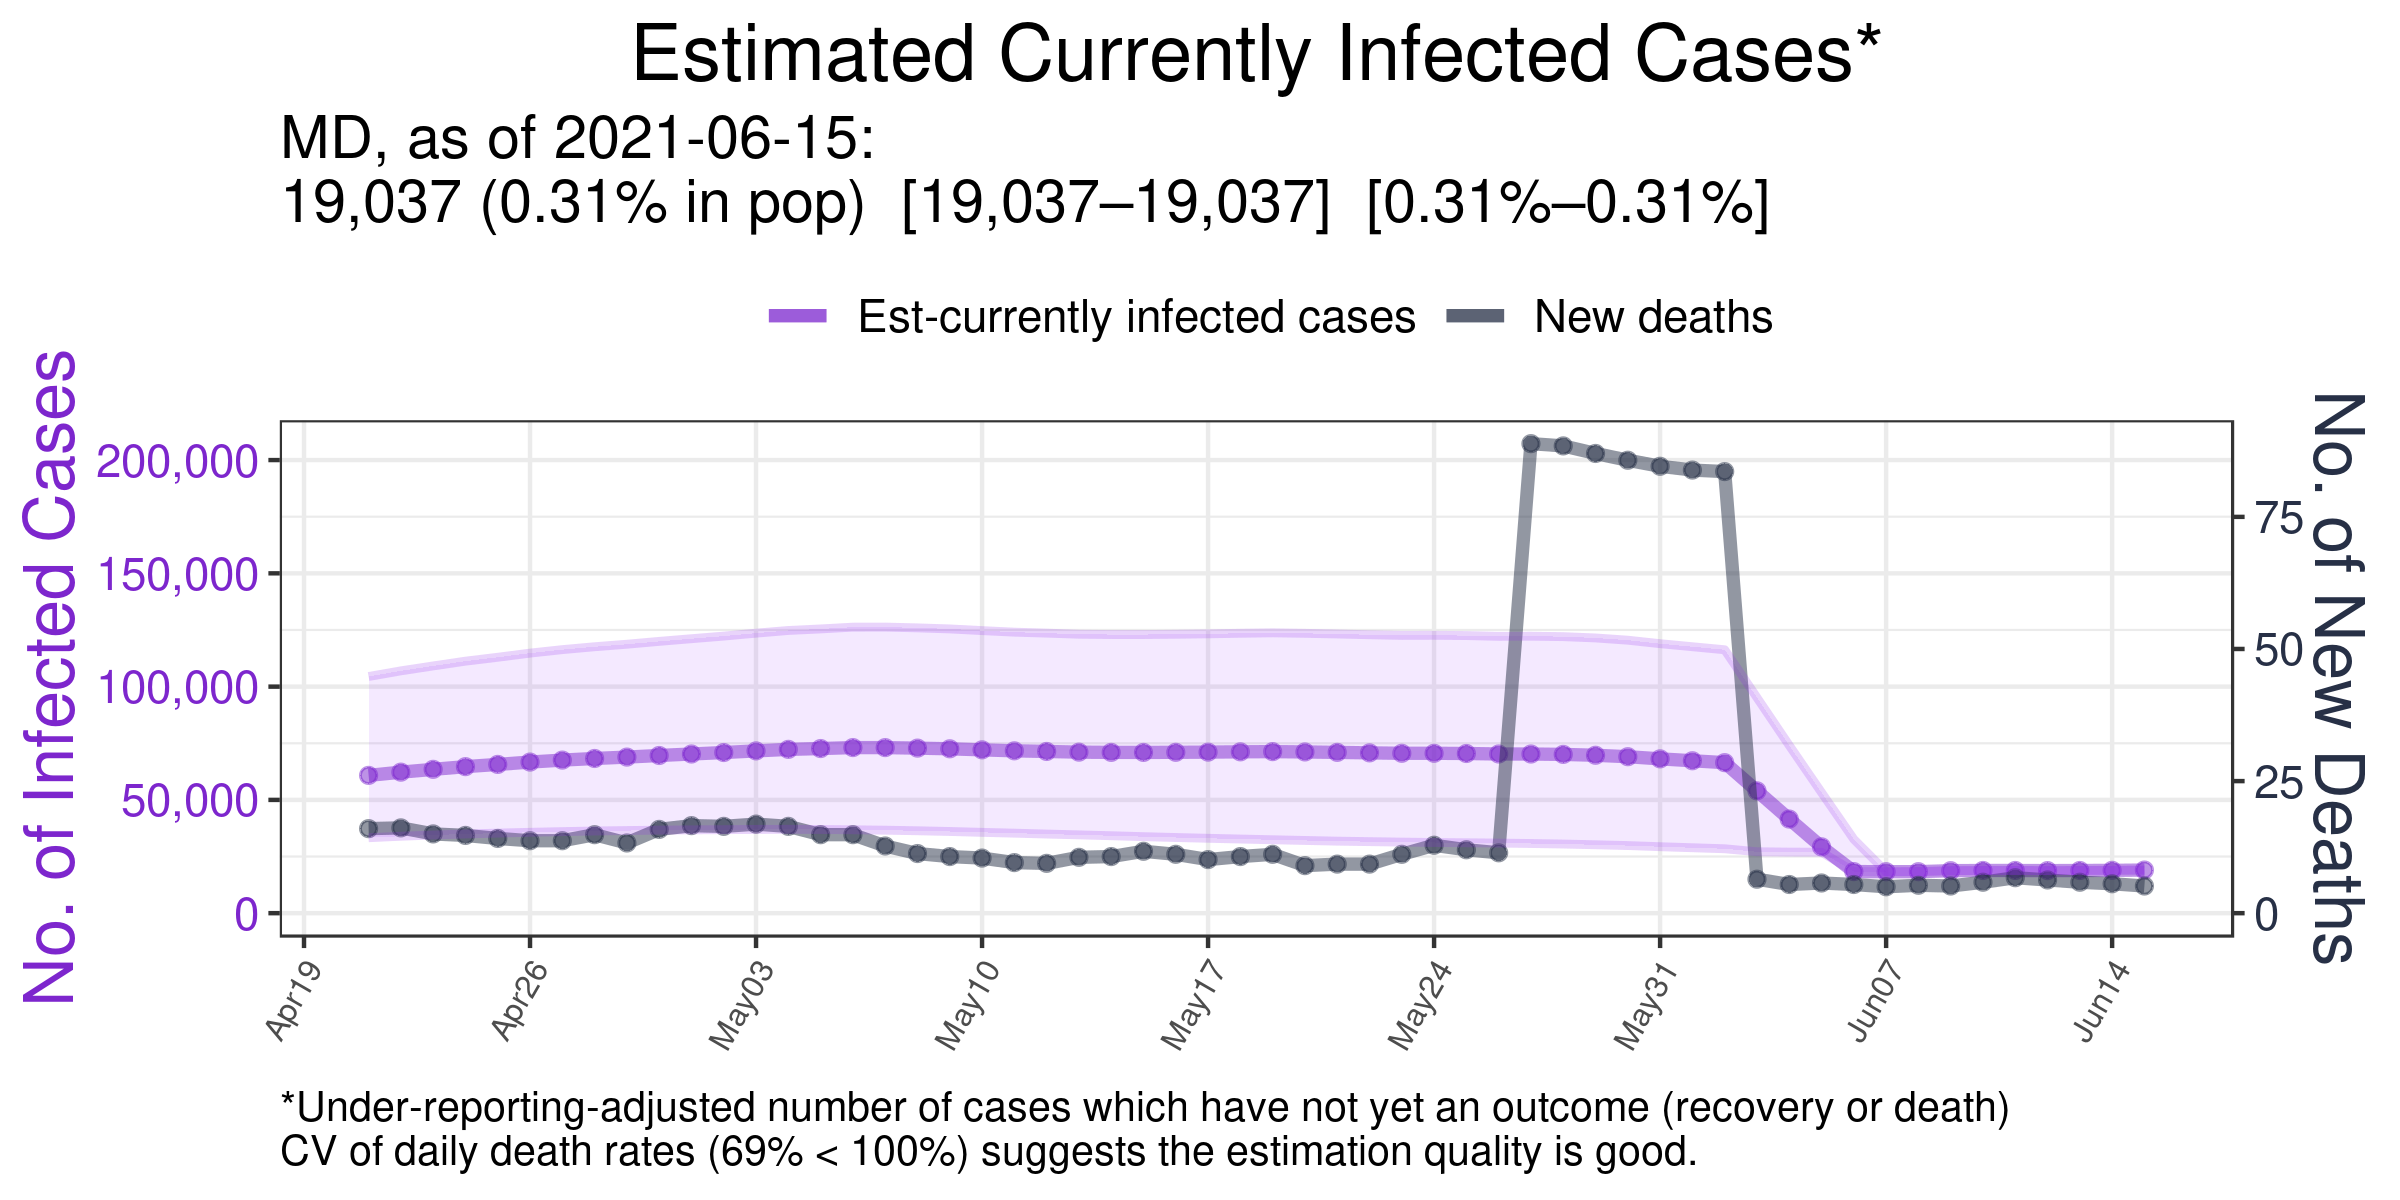 Estimated Currently Infected Cases*
MD, as of 2021-06-15:
19,037 (0.31% in pop)  [19,037–19,037]  [0.31%–0.31%]
Est-currently infected cases
New deaths
No. of Infected Cases
200,000
150,000
100,000
50,000
0
75
50
25
0
No. of New Deaths
Apr19
Apr26
May03
May10
May17
May24
May31
Jun07
Jun14
*Under-reporting-adjusted number of cases which have not yet an outcome (recovery or death)
CV of daily death rates (69% < 100%) suggests the estimation quality is good.